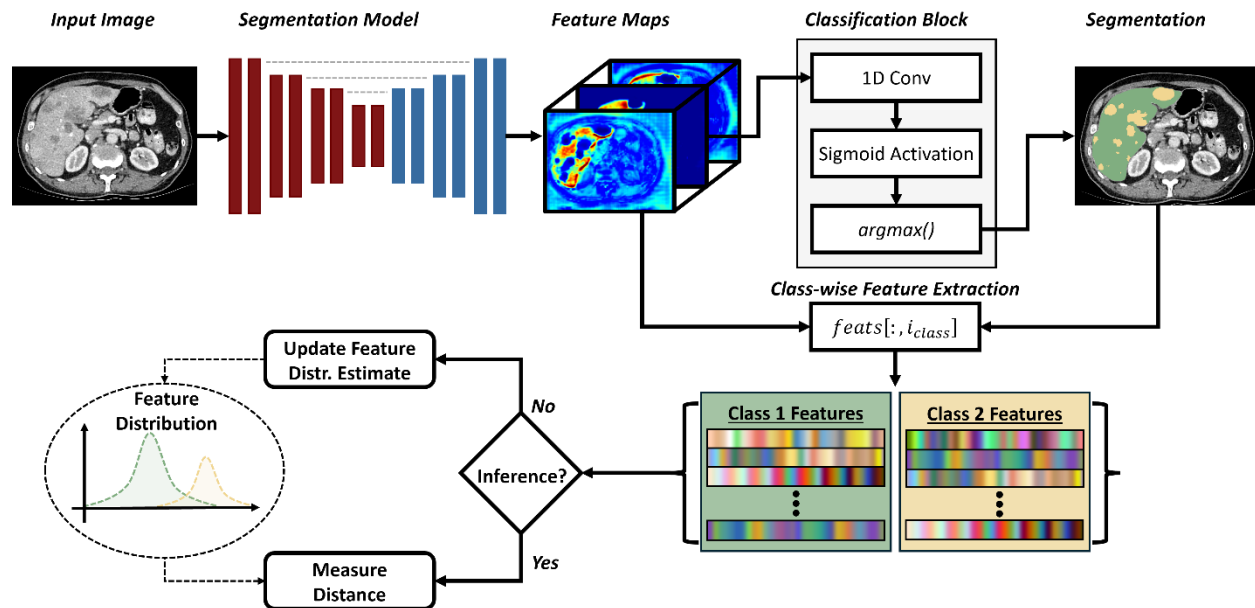 Input Image
Segmentation Model
Feature Maps
Classification Block
Segmentation
1D Conv
Sigmoid Activation
argmax()
Class-wise Feature Extraction
feats[:, i_class]
Update Feature
Distr. Estimate
Feature
Distribution
No
Inference?
Yes
Measure
Distance
Class 1 Features
Class 2 Features